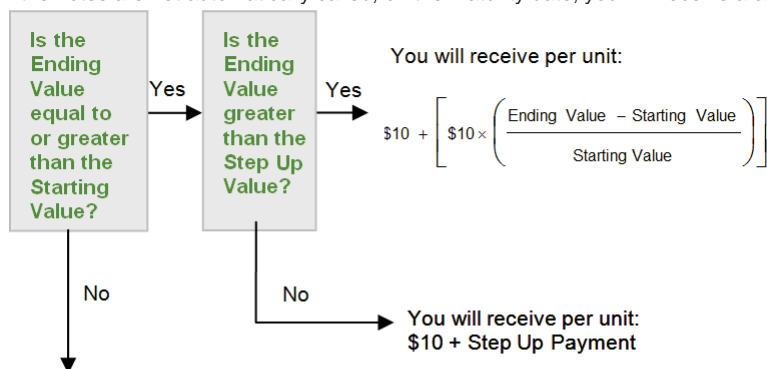 Is the
Ending
Value
equal to
or greater
than the
Starting
Value?
Yes
Is the
Ending
Value
greater
than the
Step Up
Value?
Yes
You will receive per unit:
$10 + [ $10 × ( Ending Value – Starting Value
Starting Value ) ]
No
No
You will receive per unit:
$10 + Step Up Payment